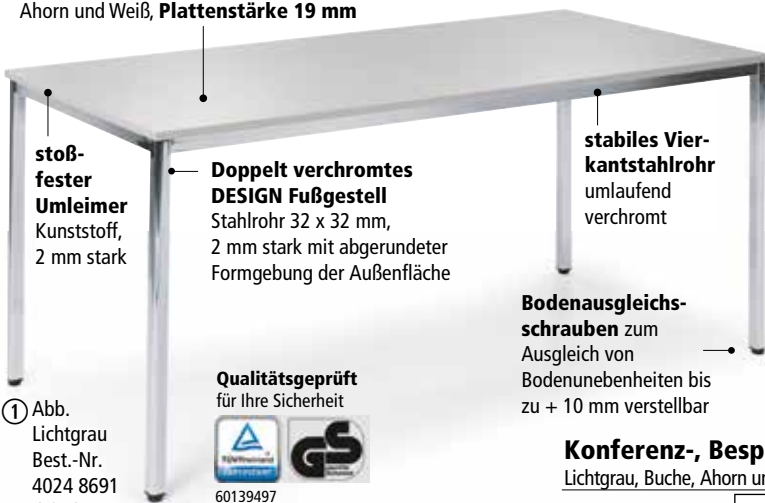 Ahorn und Weiß, Plattenstärke 19 mm
stoß-
fester
Umleimer
Kunststoff,
2 mm stark
Doppelt verchromtes
DESIGN Fußgestell
Stahlrohr 32 x 32 mm,
2 mm stark mit abgerundeter
Formgebung der Außenfläche
stabiles Vier-
kantstahlrohr
umlaufend
verchromt
Bodenausgleichs-
schrauben zum
Ausgleich von
Bodenunebenheiten bis
zu + 10 mm verstellbar
Qualitätsgeprüft
für Ihre Sicherheit
TÜVRheinland
GS
60139497
1 Abb.
Lichtgrau
Best.-Nr.
4024 8691
Konferenz-, Besp
Lichtgrau, Buche, Ahorn un